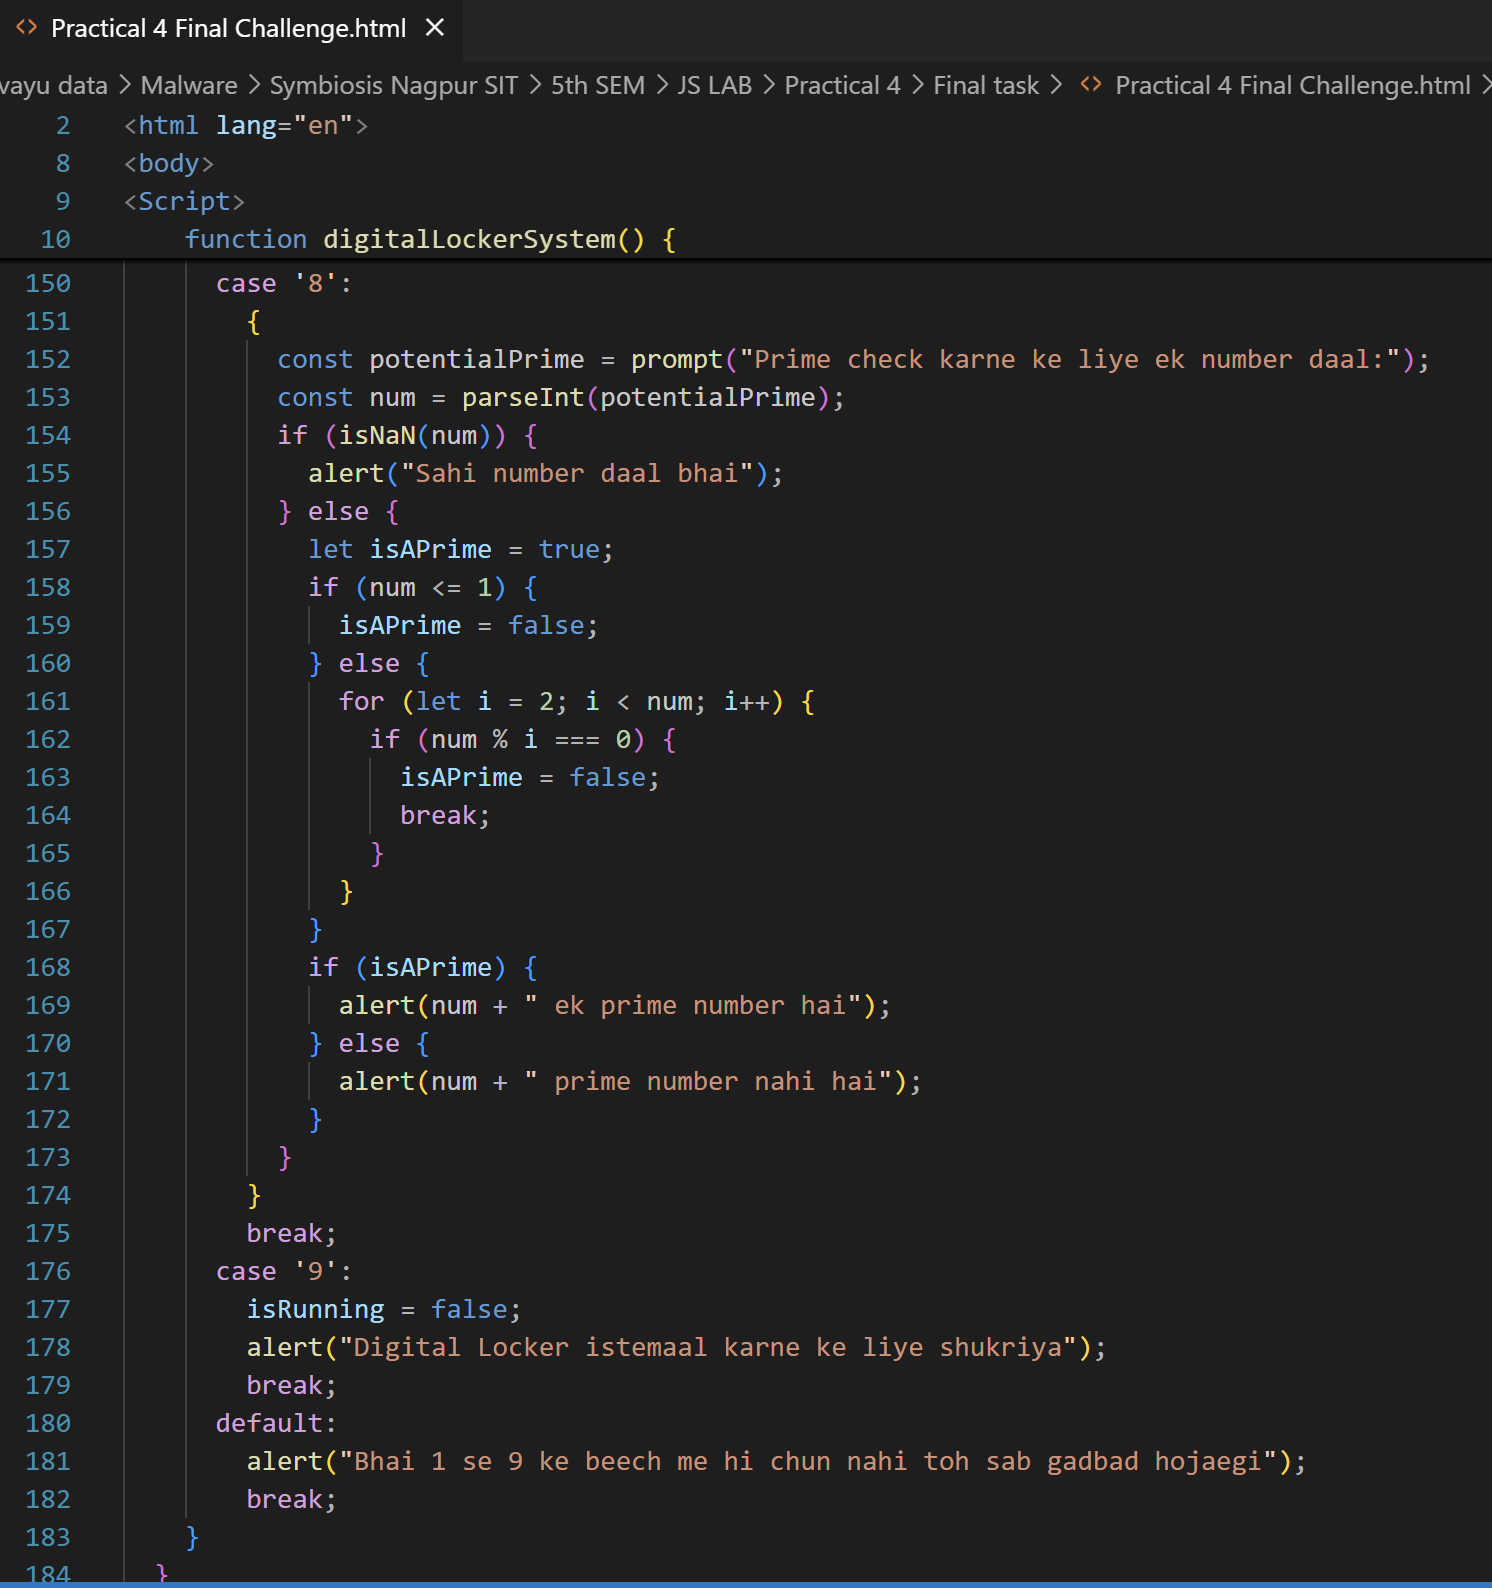 Practical 4 Final Challenge.html
vayu data > Malware > Symbiosis Nagpur SIT > 5th SEM > JS LAB > Practical 4 > Final task > Practical 4 Final Challenge.html >
2 <html lang="en">
8 <body>
9 <Script>
10 function digitalLockerSystem() {
150 case '8':
151 {
152 const potentialPrime = prompt("Prime check karne ke liye ek number daal:");
153 const num = parseInt(potentialPrime);
154 if (isNaN(num)) {
155 alert("Sahi number daal bhai");
156 } else {
157 let isAPrime = true;
158 if (num <= 1) {
159 isAPrime = false;
160 } else {
161 for (let i = 2; i < num; i++) {
162 if (num % i === 0) {
163 isAPrime = false;
164 break;
165 }
166 }
167 }
168 if (isAPrime) {
169 alert(num + " ek prime number hai");
170 } else {
171 alert(num + " prime number nahi hai");
172 }
173 }
174 }
175 break;
176 case '9':
177 isRunning = false;
178 alert("Digital Locker istemaal karne ke liye shukriya");
179 break;
180 default:
181 alert("Bhai 1 se 9 ke beech me hi chun nahi toh sab gadbad hojaegi");
182 break;
183 }
184 }